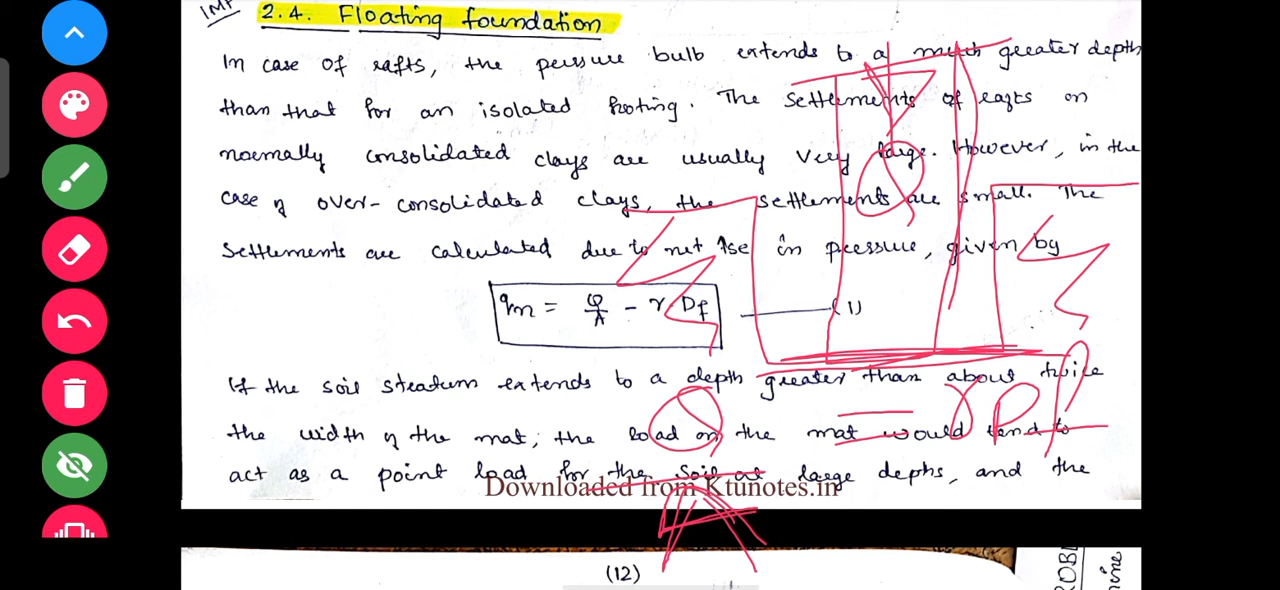 IMP
2.4. Floating foundation
In case of rafts, the pressure bulb extends to a much greater depth
than that for an isolated footing. The settlements of rafts on
normally consolidated clays are usually very large. However, in the
case of over-consolidated clays, the settlements are small. The
settlements are calculated due to net ↑se in pressure, given by
qn = Q/A - γ Df ——— (1)
If the soil stratum extends to a depth greater than about twice
the width of the mat, the load on the mat would tend to
act as a point load for the soil at large depths, and the
Downloaded from Ktunotes.in
Q
Q
- γ Df
A
(12)
PROBL
mine